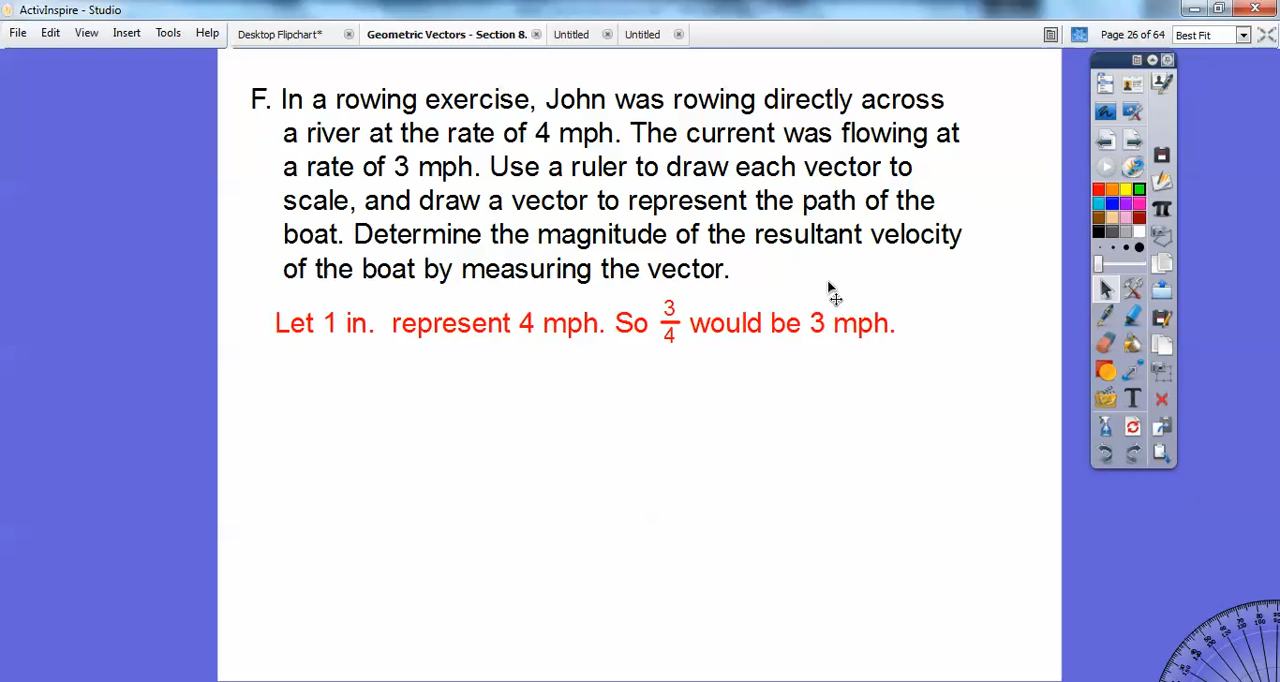 ActivInspire - Studio
File Edit View Insert Tools Help
Desktop Flipchart* Geometric Vectors - Section 8. Untitled Untitled
Page 26 of 64 Best Fit
F. In a rowing exercise, John was rowing directly across
a river at the rate of 4 mph. The current was flowing at
a rate of 3 mph. Use a ruler to draw each vector to
scale, and draw a vector to represent the path of the
boat. Determine the magnitude of the resultant velocity
of the boat by measuring the vector.
Let 1 in. represent 4 mph. So 3/4 would be 3 mph.